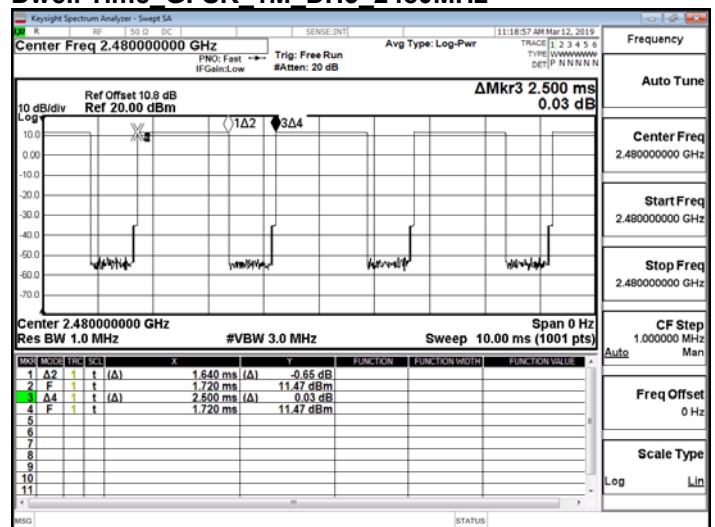 Keysight Spectrum Analyzer - Swept SA
R RF 50 Ω DC SENSE:INT 11:18:57 AM Mar 12, 2019
Center Freq 2.480000000 GHz
PNO: Fast
IFGain:Low
Trig: Free Run
#Atten: 20 dB
Avg Type: Log-Pwr
TRACE 1 2 3 4 5 6
TYPE WWWWWW
DET P N N N N N
ΔMkr3 2.500 ms
0.03 dB
Ref Offset 10.8 dB
10 dB/div Ref 20.00 dBm
Log
10.0
0.00
-10.0
-20.0
-30.0
-40.0
-50.0
-60.0
-70.0
1Δ2
3Δ4
Center 2.480000000 GHz Span 0 Hz
Res BW 1.0 MHz #VBW 3.0 MHz Sweep 10.00 ms (1001 pts)
MKR MODE TRC SCL X Y FUNCTION FUNCTION WIDTH FUNCTION VALUE
1 Δ2 1 t (Δ) 1.640 ms (Δ) -0.65 dB
2 F 1 t 1.720 ms 11.47 dBm
3 Δ4 1 t (Δ) 2.500 ms (Δ) 0.03 dB
4 F 1 t 1.720 ms 11.47 dBm
5
6
7
8
9
10
11
MSG STATUS
Frequency
Auto Tune
Center Freq
2.480000000 GHz
Start Freq
2.480000000 GHz
Stop Freq
2.480000000 GHz
CF Step
1.000000 MHz
Auto Man
Freq Offset
0 Hz
Scale Type
Log Lin